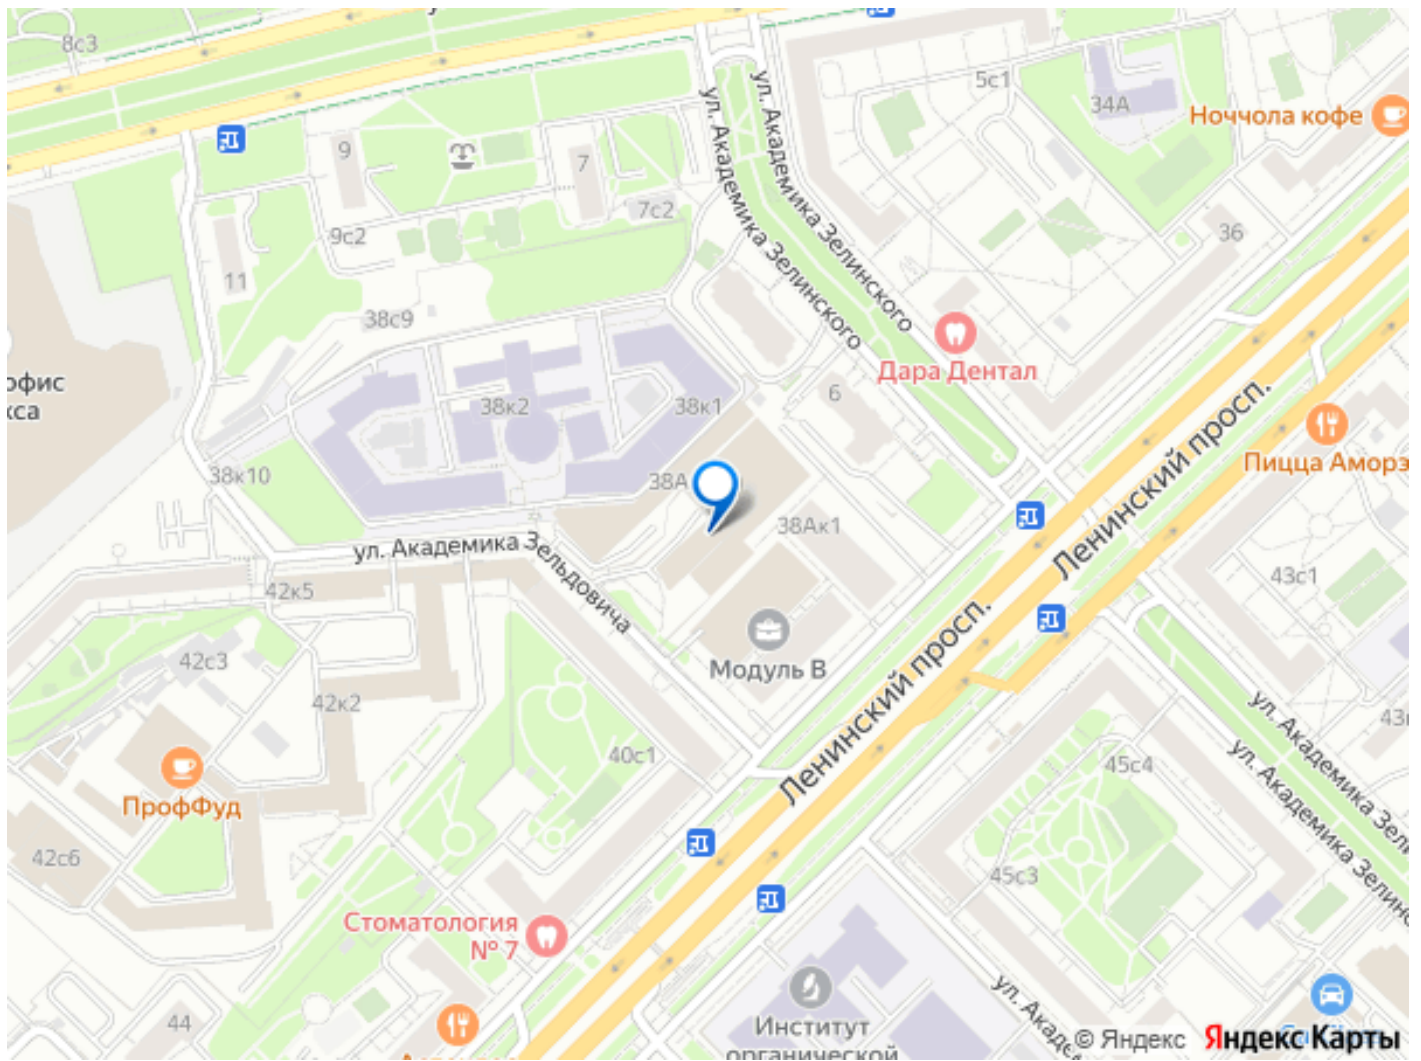 8с3
5с1
34А
Ноччола кофе
9
7
7с2
9с2
36
ул. Академика Зелинского
ул. Академика Зелинского
11
38с9
офис
кса
Дара Дентал
6
38к2
38к1
Ленинский просп.
Пицца Аморэ
38к10
38А
38Ак1
ул. Академика Зельдовича
43с1
42к5
Модуль В
42с3
42к2
Ленинский просп.
40с1
45с4
ул. Академика Зел
ул. Академика Зелинс
ПрофФуд
42с6
45с3
Стоматология
№ 7
44
Институт
органической
ул. Акаде
© Яндекс
Яндекс Карты